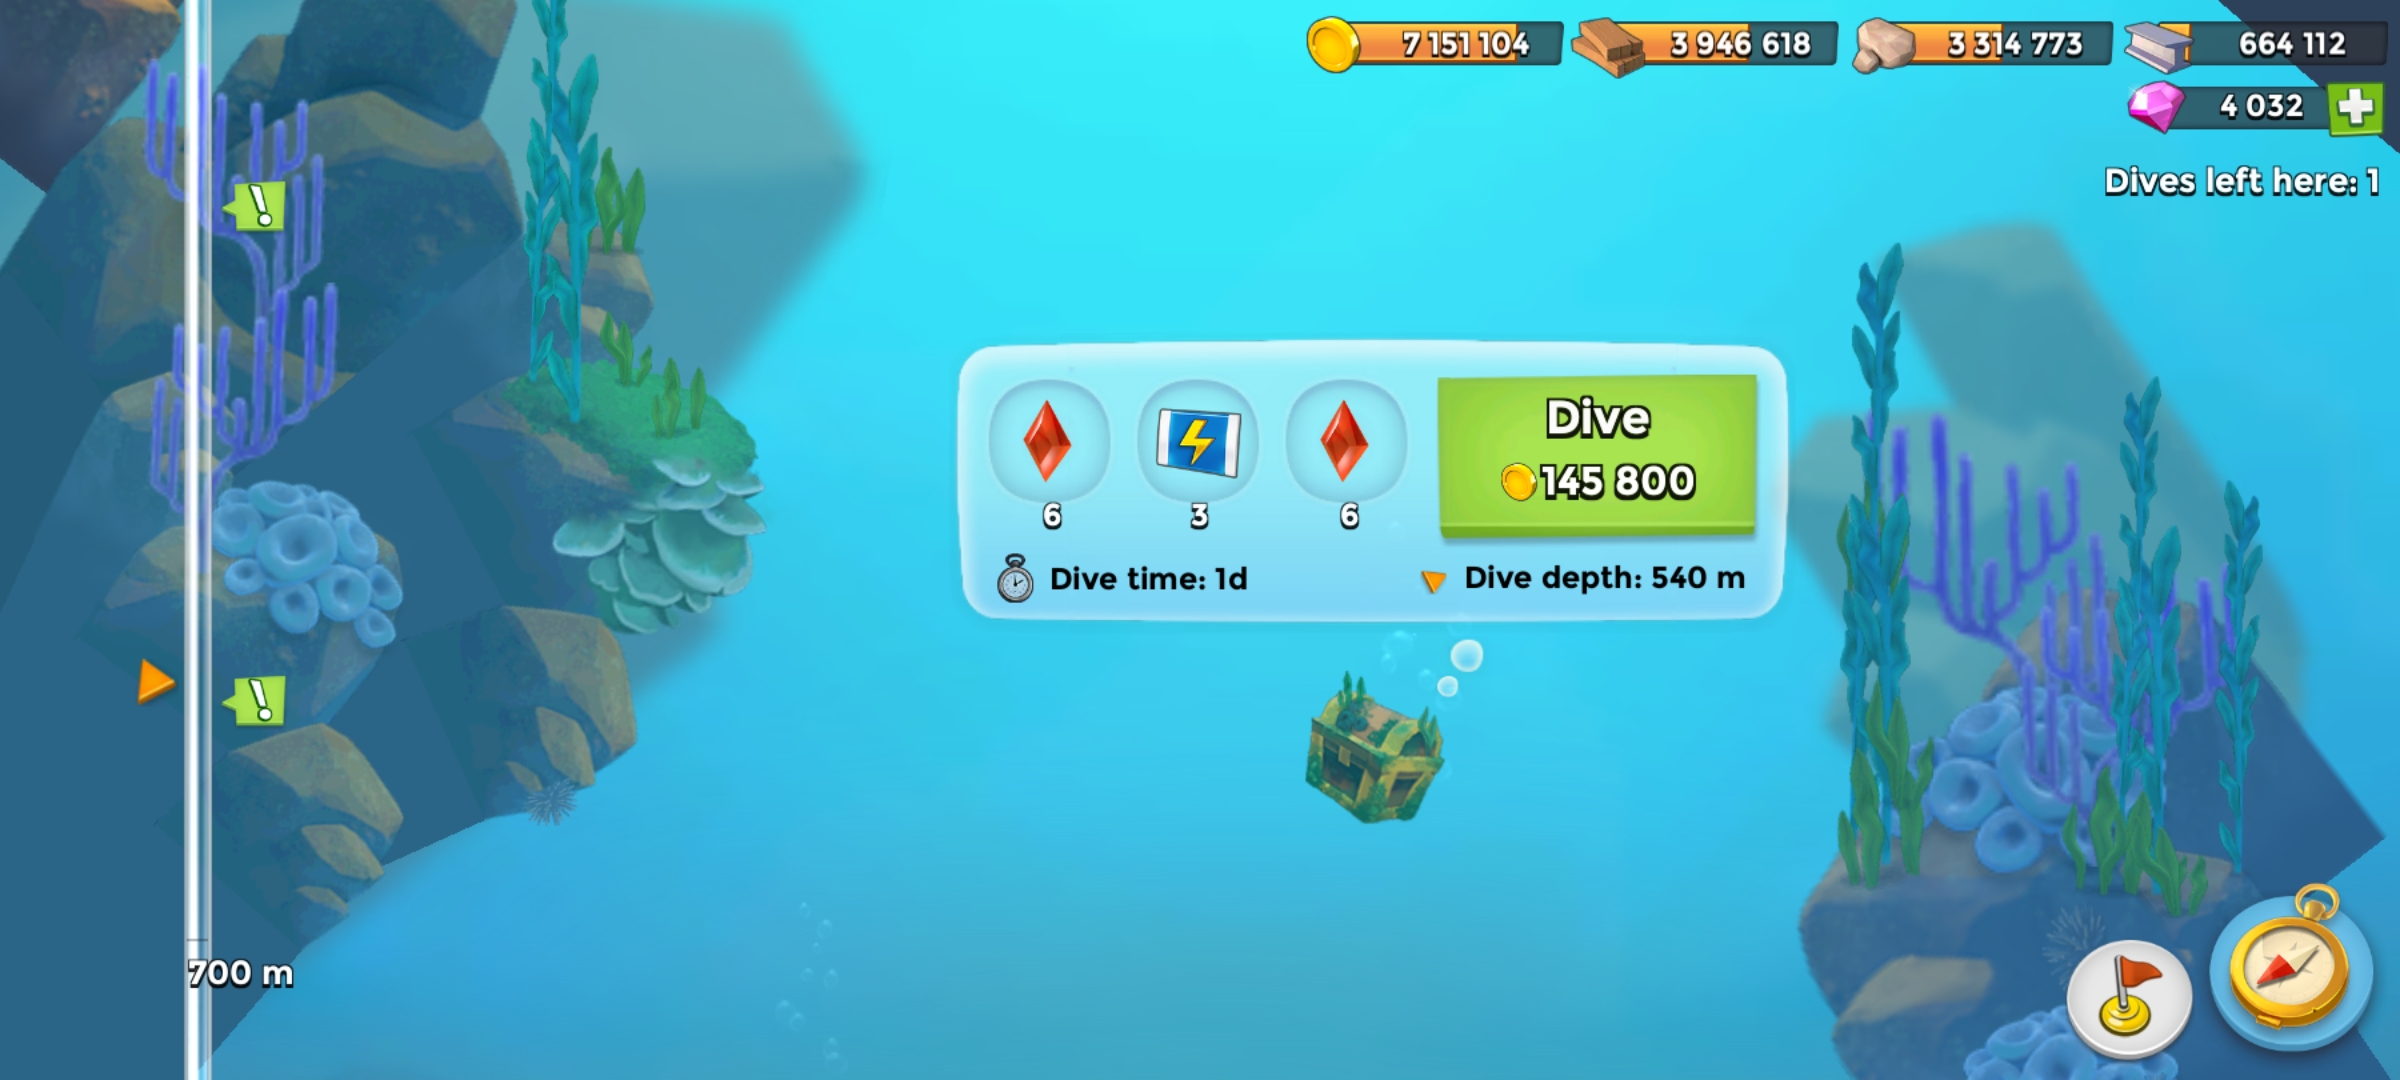 7 151 104
3 946 618
3 314 773
664 112
4 032
Dives left here: 1
Dive
145 800
6
3
6
Dive time: 1d
Dive depth: 540 m
700 m